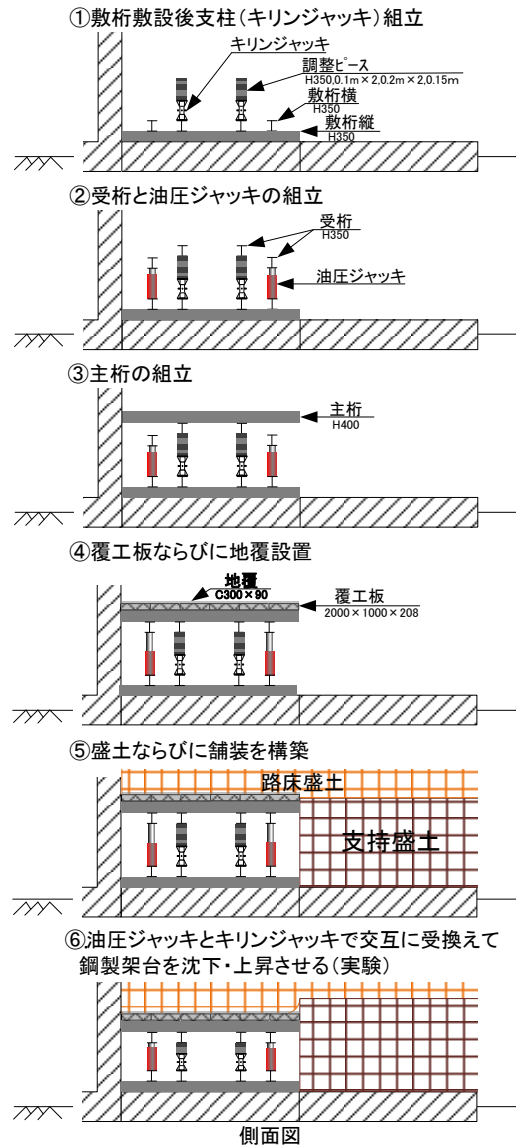 ①敷桁敷設後支柱(キリンジャッキ)組立
キリンジャッキ
調整ピース
H350,0.1m×2,0.2m×2,0.15m
敷桁横
H350
敷桁縦
H350
②受桁と油圧ジャッキの組立
受桁
H350
油圧ジャッキ
③主桁の組立
主桁
H400
④覆工板ならびに地覆設置
地覆
C300×90
覆工板
2000×1000×208
⑤盛土ならびに舗装を構築
路床盛土
支持盛土
⑥油圧ジャッキとキリンジャッキで交互に受換えて
鋼製架台を沈下・上昇させる(実験)
側面図